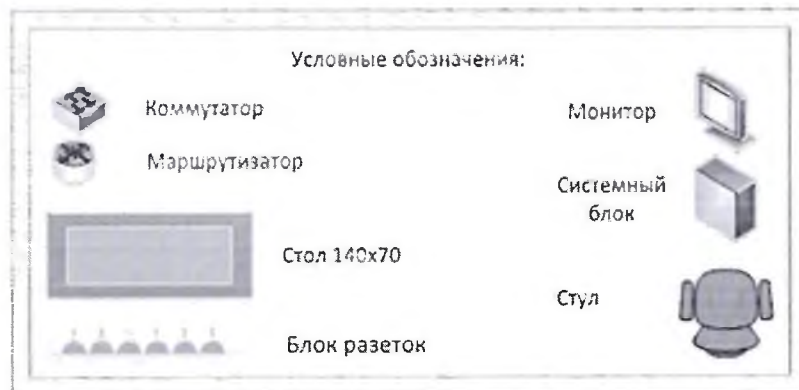 Условные обозначения:
Коммутатор
Монитор
Маршрутизатор
Системный
блок
Стол 140х70
Стул
Блок разеток